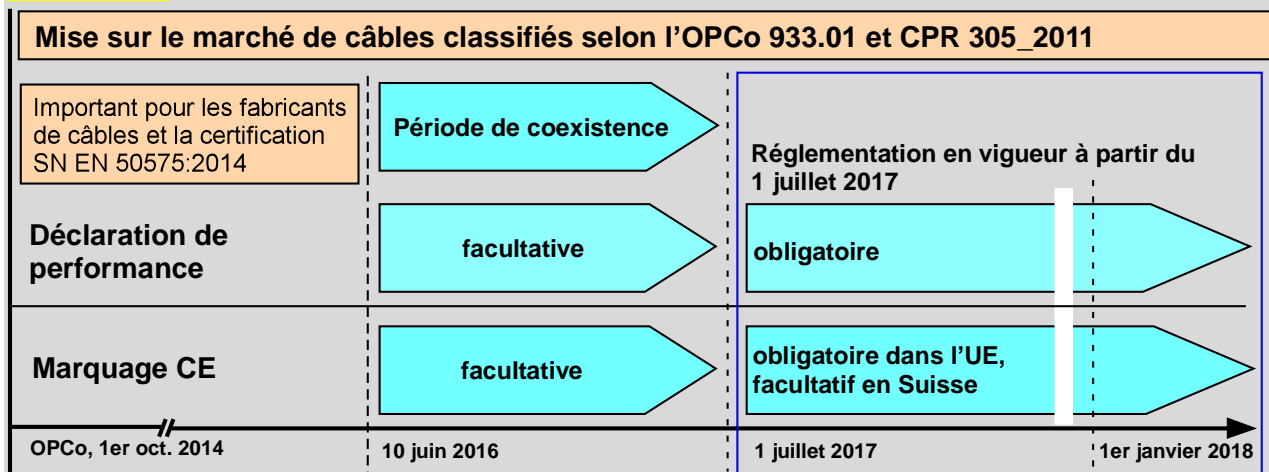 Mise sur le marché de câbles classifiés selon l'OPCo 933.01 et CPR 305_2011
Important pour les fabricants
de câbles et la certification
SN EN 50575:2014
Période de coexistence
Réglementation en vigueur à partir du
1 juillet 2017
Déclaration de
performance
facultative
obligatoire
Marquage CE
facultative
obligatoire dans l'UE,
facultatif en Suisse
OPCo, 1er oct. 2014
10 juin 2016
1 juillet 2017
1er janvier 2018